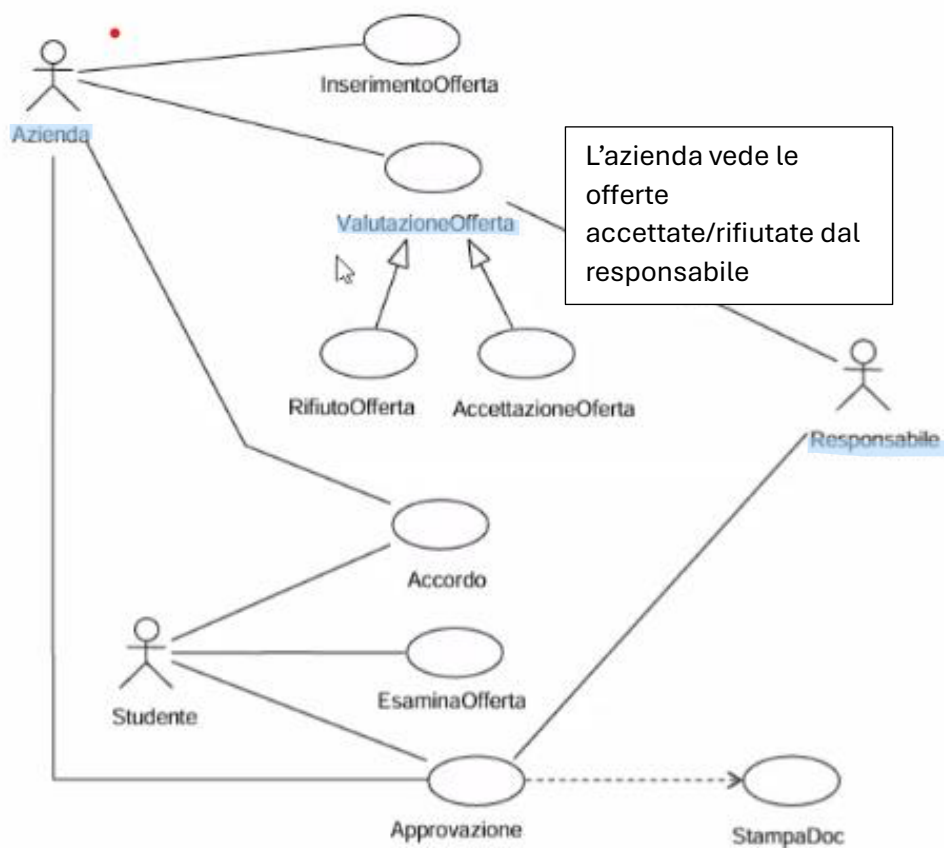 InserimentoOfferta
Azienda
L’azienda vede le
offerte
accettate/rifiutate dal
responsabile
ValutazioneOfferta
RifiutoOfferta
AccettazioneOferta
Responsabile
Accordo
EsaminaOfferta
Studente
Approvazione
StampaDoc